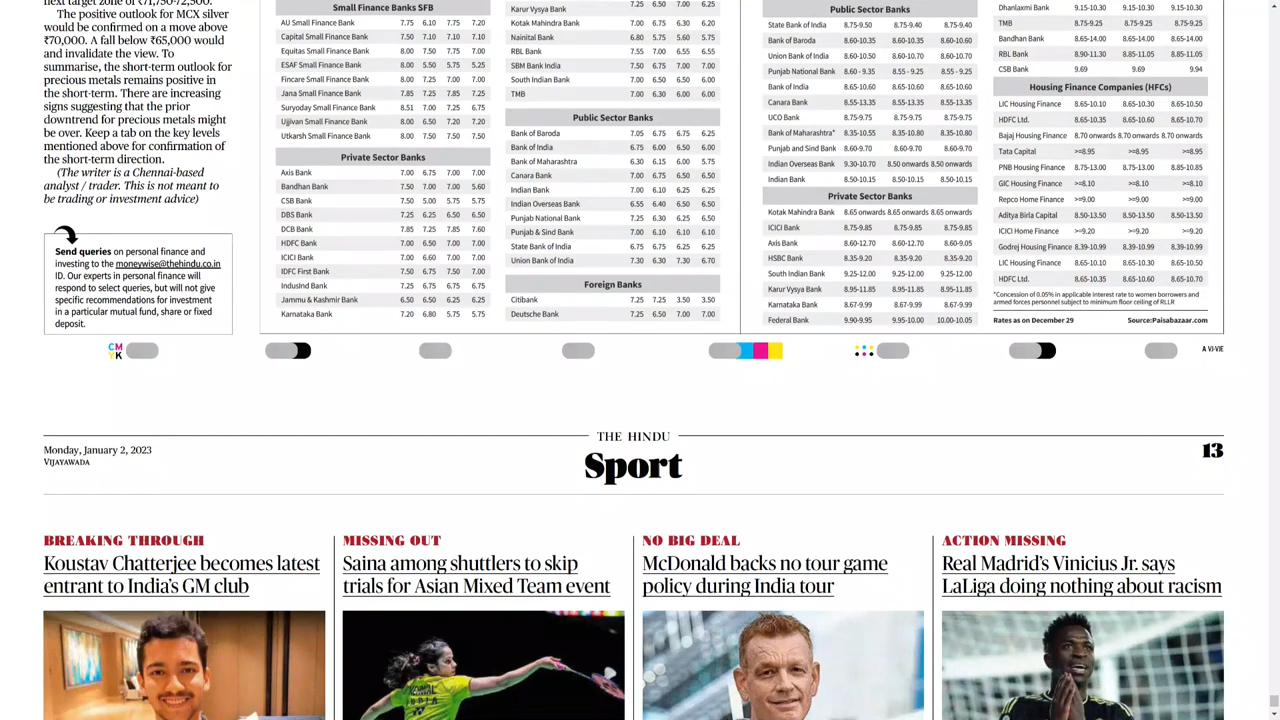 next target zone of ₹71,750-72,500.
The positive outlook for MCX silver
would be confirmed on a move above
₹70,000. A fall below ₹65,000 would
and invalidate the view. To
summarise, the short-term outlook for
precious metals remains positive in
the short-term. There are increasing
signs suggesting that the prior
downtrend for precious metals might
be over. Keep a tab on the key levels
mentioned above for confirmation of
the short-term direction.
(The writer is a Chennai-based
analyst / trader. This is not meant to
be trading or investment advice)
Send queries on personal finance and
investing to the moneywise@thehindu.co.in
ID. Our experts in personal finance will
respond to select queries, but will not give
specific recommendations for investment
in a particular mutual fund, share or fixed
deposit.
Small Finance Banks SFB
AU Small Finance Bank 7.75 6.10 7.75 7.20
Capital Small Finance Bank 7.50 7.10 7.10 7.10
Equitas Small Finance Bank 8.00 7.50 7.75 7.00
ESAF Small Finance Bank 8.00 5.50 5.75 5.25
Fincare Small Finance Bank 8.00 7.25 7.00 7.00
Jana Small Finance Bank 7.85 7.25 7.85 7.25
Suryoday Small Finance Bank 8.51 7.00 7.25 6.75
Ujjivan Small Finance Bank 8.00 6.50 7.20 7.20
Utkarsh Small Finance Bank 8.00 7.50 7.50 7.50
Private Sector Banks
Axis Bank 7.00 6.75 7.00 7.00
Bandhan Bank 7.50 7.00 7.00 5.60
CSB Bank 7.50 5.00 5.75 5.75
DBS Bank 7.25 6.25 6.50 6.50
DCB Bank 7.85 7.25 7.85 7.60
HDFC Bank 7.00 6.50 7.00 7.00
ICICI Bank 7.00 6.60 7.00 7.00
IDFC First Bank 7.50 6.75 7.50 7.00
IndusInd Bank 7.25 6.75 6.75 6.75
Jammu & Kashmir Bank 6.50 6.50 6.25 6.25
Karnataka Bank 7.20 6.80 5.75 5.75
Karur Vysya Bank 7.25 6.50 7.00 6.25
Kotak Mahindra Bank 7.00 6.75 6.30 6.20
Nainital Bank 6.80 5.75 5.60 5.75
RBL Bank 7.55 7.00 6.55 6.55
SBM Bank India 7.50 6.75 7.00 7.00
South Indian Bank 7.00 6.50 6.50 6.00
TMB 7.00 6.30 6.00 6.00
Public Sector Banks
Bank of Baroda 7.05 6.75 6.75 6.25
Bank of India 6.75 6.00 6.50 6.00
Bank of Maharashtra 6.30 6.15 6.00 5.75
Canara Bank 7.00 6.75 6.50 6.50
Indian Bank 7.00 6.10 6.25 6.25
Indian Overseas Bank 6.55 6.40 6.50 6.50
Punjab National Bank 7.25 6.30 6.25 6.50
Punjab & Sind Bank 7.00 6.10 6.10 6.10
State Bank of India 6.75 6.75 6.25 6.25
Union Bank of India 7.30 6.30 7.30 6.70
Foreign Banks
Citibank 7.25 7.25 3.50 3.50
Deutsche Bank 7.25 6.50 7.00 7.00
Public Sector Banks
State Bank of India 8.75-9.50 8.75-9.40 8.75-9.40
Bank of Baroda 8.60-10.35 8.60-10.60 8.60-10.60
Union Bank of India 8.60-10.50 8.60-10.70 8.60-10.70
Punjab National Bank 8.60 - 9.35 8.55 - 9.25 8.55 - 9.25
Bank of India 8.65-10.60 8.65-10.60 8.65-10.60
Canara Bank 8.55-13.35 8.55-13.35 8.55-13.35
UCO Bank 8.75-9.75 8.75-9.75 8.75-9.75
Bank of Maharashtra* 8.35-10.55 8.35-10.80 8.35-10.80
Punjab and Sind Bank 8.60-9.70 8.60-9.70 8.60-9.70
Indian Overseas Bank 9.30-10.70 8.50 onwards 8.50 onwards
Indian Bank 8.50-10.15 8.50-10.15 8.50-10.15
Private Sector Banks
Kotak Mahindra Bank 8.65 onwards 8.65 onwards 8.65 onwards
ICICI Bank 8.75-9.85 8.75-9.85 8.75-9.85
Axis Bank 8.60-12.70 8.60-12.70 8.60-9.05
HSBC Bank 8.35-9.20 8.35-9.20 8.35-9.20
South Indian Bank 9.25-12.00 9.25-12.00 9.25-12.00
Karur Vysya Bank 8.95-11.85 8.95-11.85 8.95-11.85
Karnataka Bank 8.67-9.99 8.67-9.99 8.67-9.99
Federal Bank 9.90-9.95 9.95-10.00 10.00-10.05
Dhanlaxmi Bank 9.15-10.30 9.15-10.30 9.15-10.30
TMB 8.75-9.25 8.75-9.25 8.75-9.25
Bandhan Bank 8.65-14.00 8.65-14.00 8.65-14.00
RBL Bank 8.90-11.30 8.85-11.05 8.85-11.05
CSB Bank 9.69 9.69 9.94
Housing Finance Companies (HFCs)
LIC Housing Finance 8.65-10.10 8.65-10.30 8.65-10.50
HDFC Ltd. 8.65-10.35 8.65-10.60 8.65-10.70
Bajaj Housing Finance 8.70 onwards 8.70 onwards 8.70 onwards
Tata Capital >=8.95 >=8.95 >=8.95
PNB Housing Finance 8.75-13.00 8.75-13.00 8.85-10.85
GIC Housing Finance >=8.10 >=8.10 >=8.10
Repco Home Finance >=9.00 >=9.00 >=9.00
Aditya Birla Capital 8.50-13.50 8.50-13.50 8.50-13.50
ICICI Home Finance >=9.20 >=9.20 >=9.20
Godrej Housing Finance 8.39-10.99 8.39-10.99 8.39-10.99
LIC Housing Finance 8.65-10.10 8.65-10.30 8.65-10.50
HDFC Ltd. 8.65-10.35 8.65-10.60 8.65-10.70
*Concession of 0.05% in applicable interest rate to women borrowers and
armed forces personnel subject to minimum floor ceiling of RLLR
Rates as on December 29 Source:Paisabazaar.com
CM
YK
A VJ-VJE
THE HINDU
Monday, January 2, 2023
VIJAYAWADA
Sport
13
BREAKING THROUGH
Koustav Chatterjee becomes latest
entrant to India's GM club
MISSING OUT
Saina among shuttlers to skip
trials for Asian Mixed Team event
NO BIG DEAL
McDonald backs no tour game
policy during India tour
ACTION MISSING
Real Madrid's Vinicius Jr. says
LaLiga doing nothing about racism